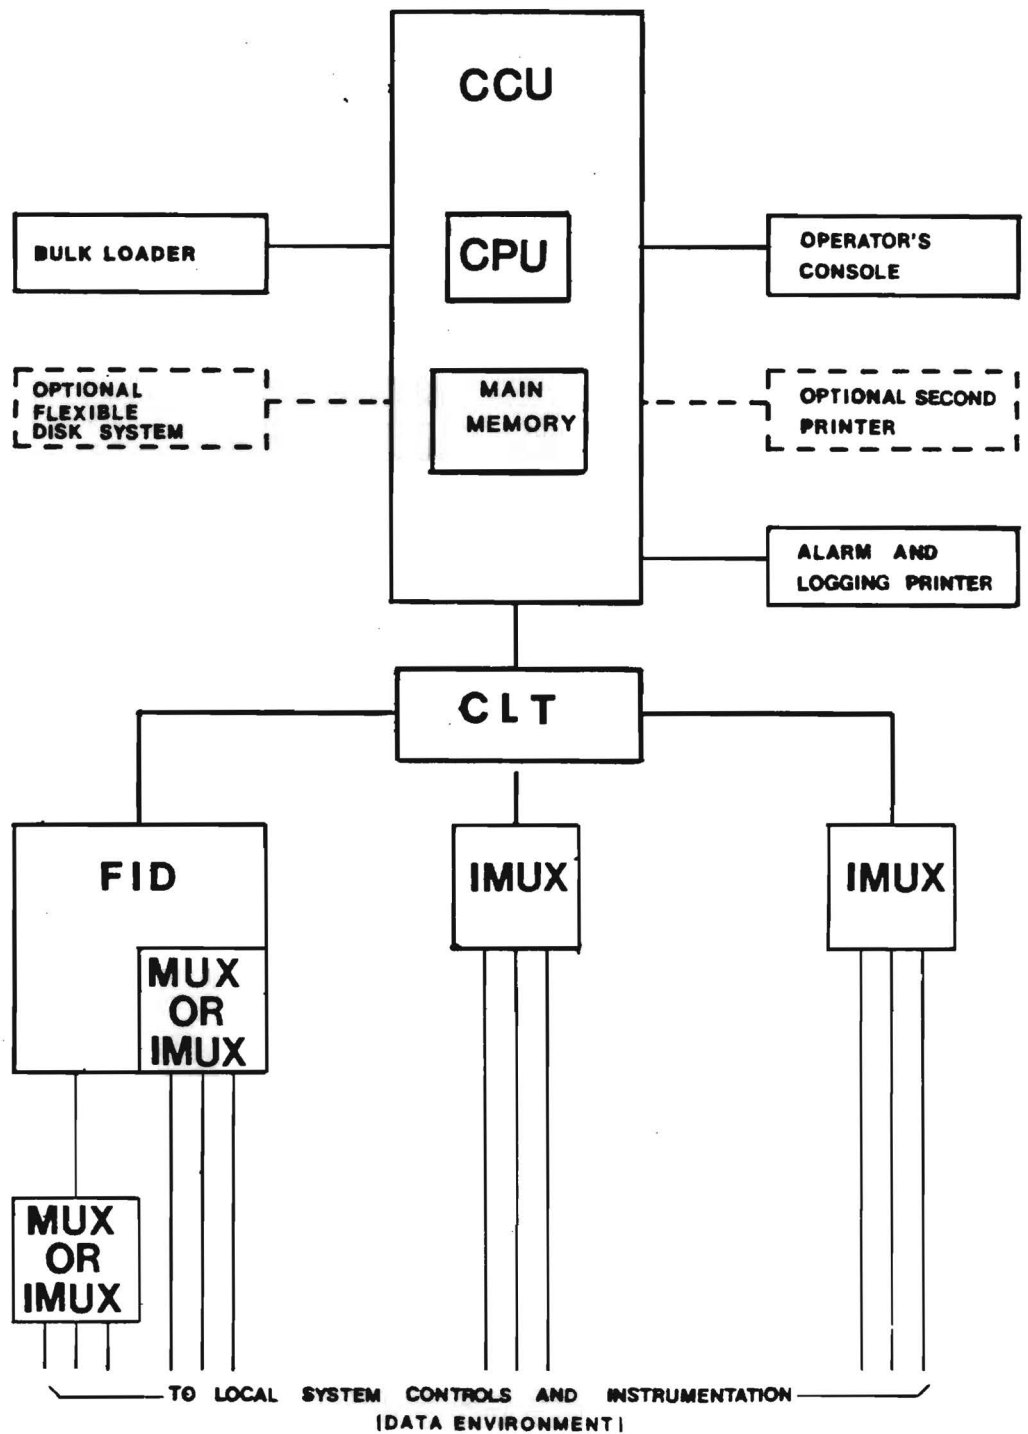 CCU
BULK LOADER
CPU
OPERATOR'S
CONSOLE
OPTIONAL
FLEXIBLE
DISK SYSTEM
MAIN
MEMORY
OPTIONAL SECOND
PRINTER
ALARM AND
LOGGING PRINTER
CLT
FID
IMUX
IMUX
MUX
OR
IMUX
MUX
OR
IMUX
TO LOCAL SYSTEM CONTROLS AND INSTRUMENTATION
(DATA ENVIRONMENT)